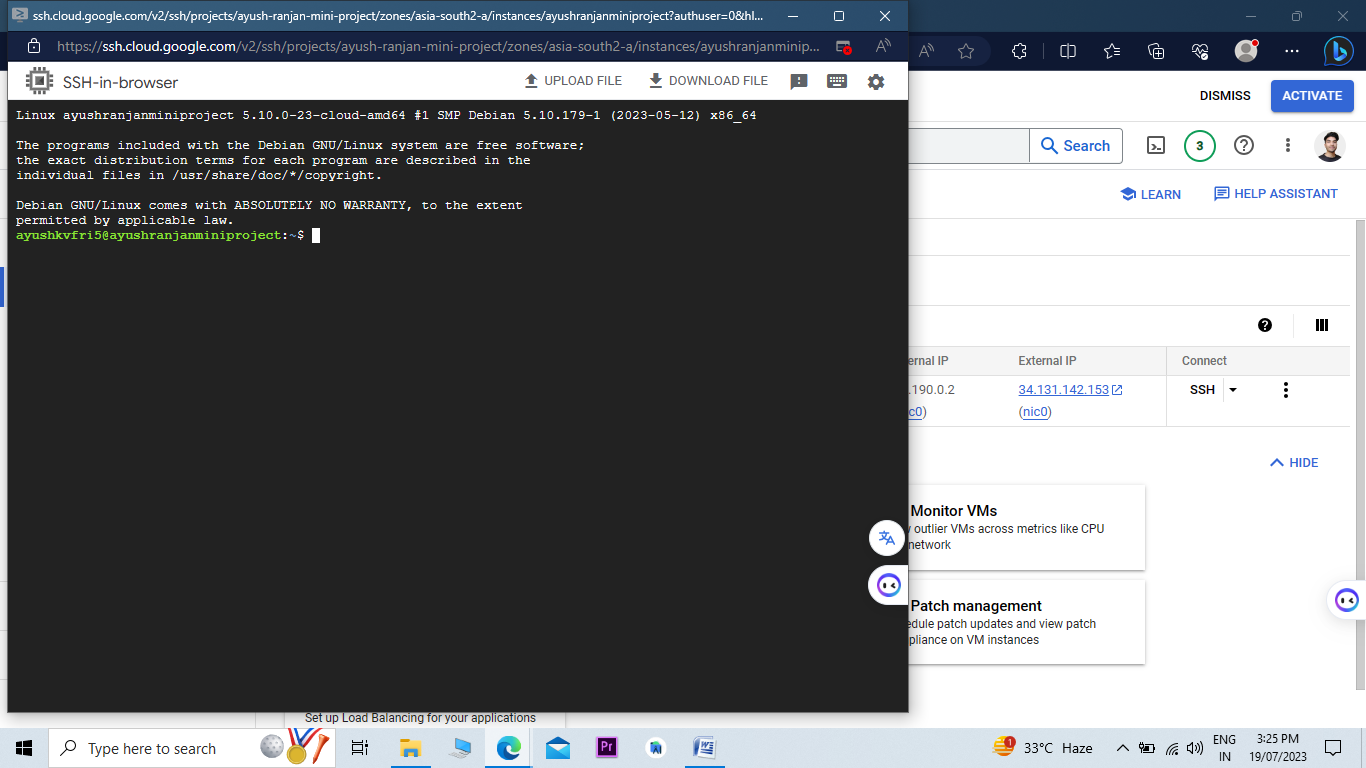 ssh.cloud.google.com/v2/ssh/projects/ayush-ranjan-mini-project/zones/asia-south2-a/instances/ayushranjanminiproject?authuser=0&hl...
https://ssh.cloud.google.com/v2/ssh/projects/ayush-ranjan-mini-project/zones/asia-south2-a/instances/ayushranjanminip...
SSH-in-browser
UPLOAD FILE
DOWNLOAD FILE
DISMISS
ACTIVATE
Linux ayushranjanminiproject 5.10.0-23-cloud-amd64 #1 SMP Debian 5.10.179-1 (2023-05-12) x86_64
The programs included with the Debian GNU/Linux system are free software;
the exact distribution terms for each program are described in the
individual files in /usr/share/doc/*/copyright.
Debian GNU/Linux comes with ABSOLUTELY NO WARRANTY, to the extent
permitted by applicable law.
ayushkvfri5@ayushranjanminiproject:~$
Search
3
LEARN
HELP ASSISTANT
ernal IP
External IP
Connect
.190.0.2
34.131.142.153
SSH
c0)
(nic0)
HIDE
Monitor VMs
y outlier VMs across metrics like CPU
network
Patch management
edule patch updates and view patch
pliance on VM instances
Set up Load Balancing for your applications
Type here to search
Pr
1
33°C Haze
ENG
IN
3:25 PM
19/07/2023